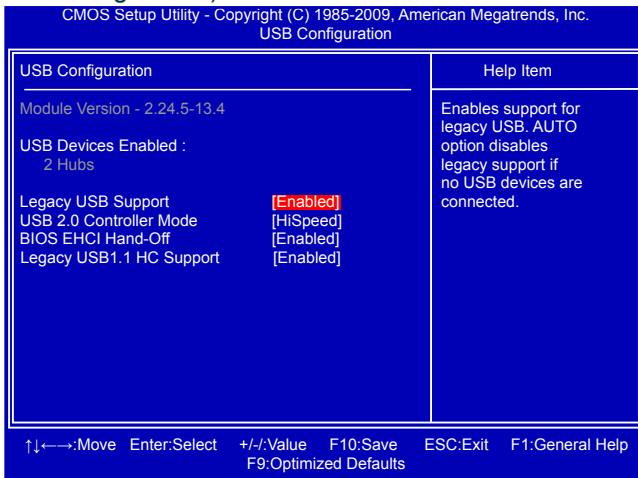 CMOS Setup Utility - Copyright (C) 1985-2009, American Megatrends, Inc.
USB Configuration
USB Configuration
Help Item
Module Version - 2.24.5-13.4
USB Devices Enabled :
2 Hubs
Legacy USB Support [Enabled]
USB 2.0 Controller Mode [HiSpeed]
BIOS EHCI Hand-Off [Enabled]
Legacy USB1.1 HC Support [Enabled]
Enables support for
legacy USB. AUTO
option disables
legacy support if
no USB devices are
connected.
↑↓←→:Move Enter:Select +/-/:Value F10:Save ESC:Exit F1:General Help
F9:Optimized Defaults